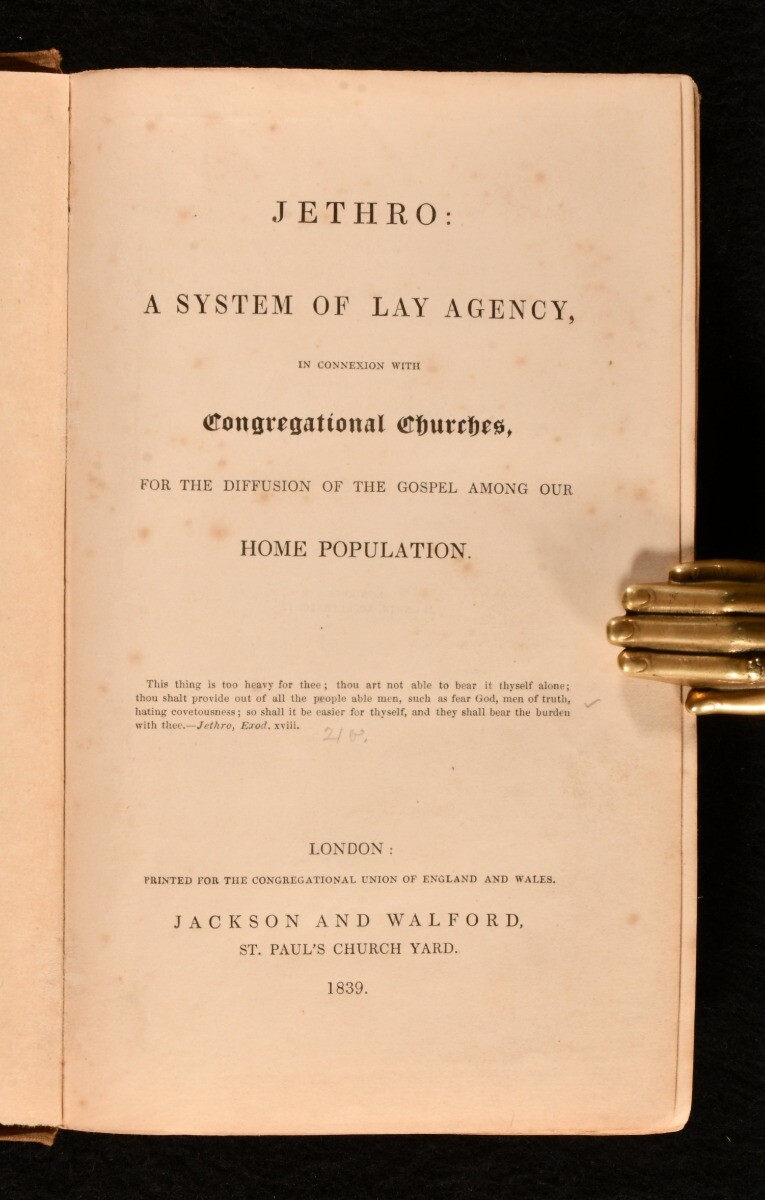 JETHRO:
A SYSTEM OF LAY AGENCY,
IN CONNEXION WITH
Congregational Churches,
FOR THE DIFFUSION OF THE GOSPEL AMONG OUR
HOME POPULATION.
This thing is too heavy for thee; thou art not able to bear it thyself alone;
thou shalt provide out of all the people able men, such as fear God, men of truth,
hating covetousness; so shall it be easier for thyself, and they shall bear the burden
with thee.—Jethro, Exod. xviii.
LONDON:
PRINTED FOR THE CONGREGATIONAL UNION OF ENGLAND AND WALES.
JACKSON AND WALFORD,
ST. PAUL'S CHURCH YARD.
1839.